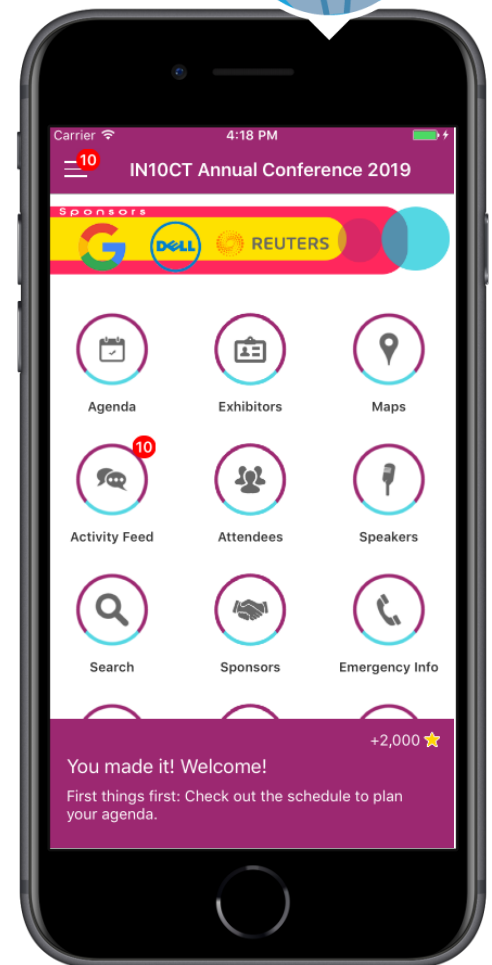 Carrier 4:18 PM
10
IN10CT Annual Conference 2019
Sponsors
G DELL REUTERS
Agenda Exhibitors Maps
10
Activity Feed Attendees Speakers
Search Sponsors Emergency Info
+2,000
You made it! Welcome!
First things first: Check out the schedule to plan
your agenda.